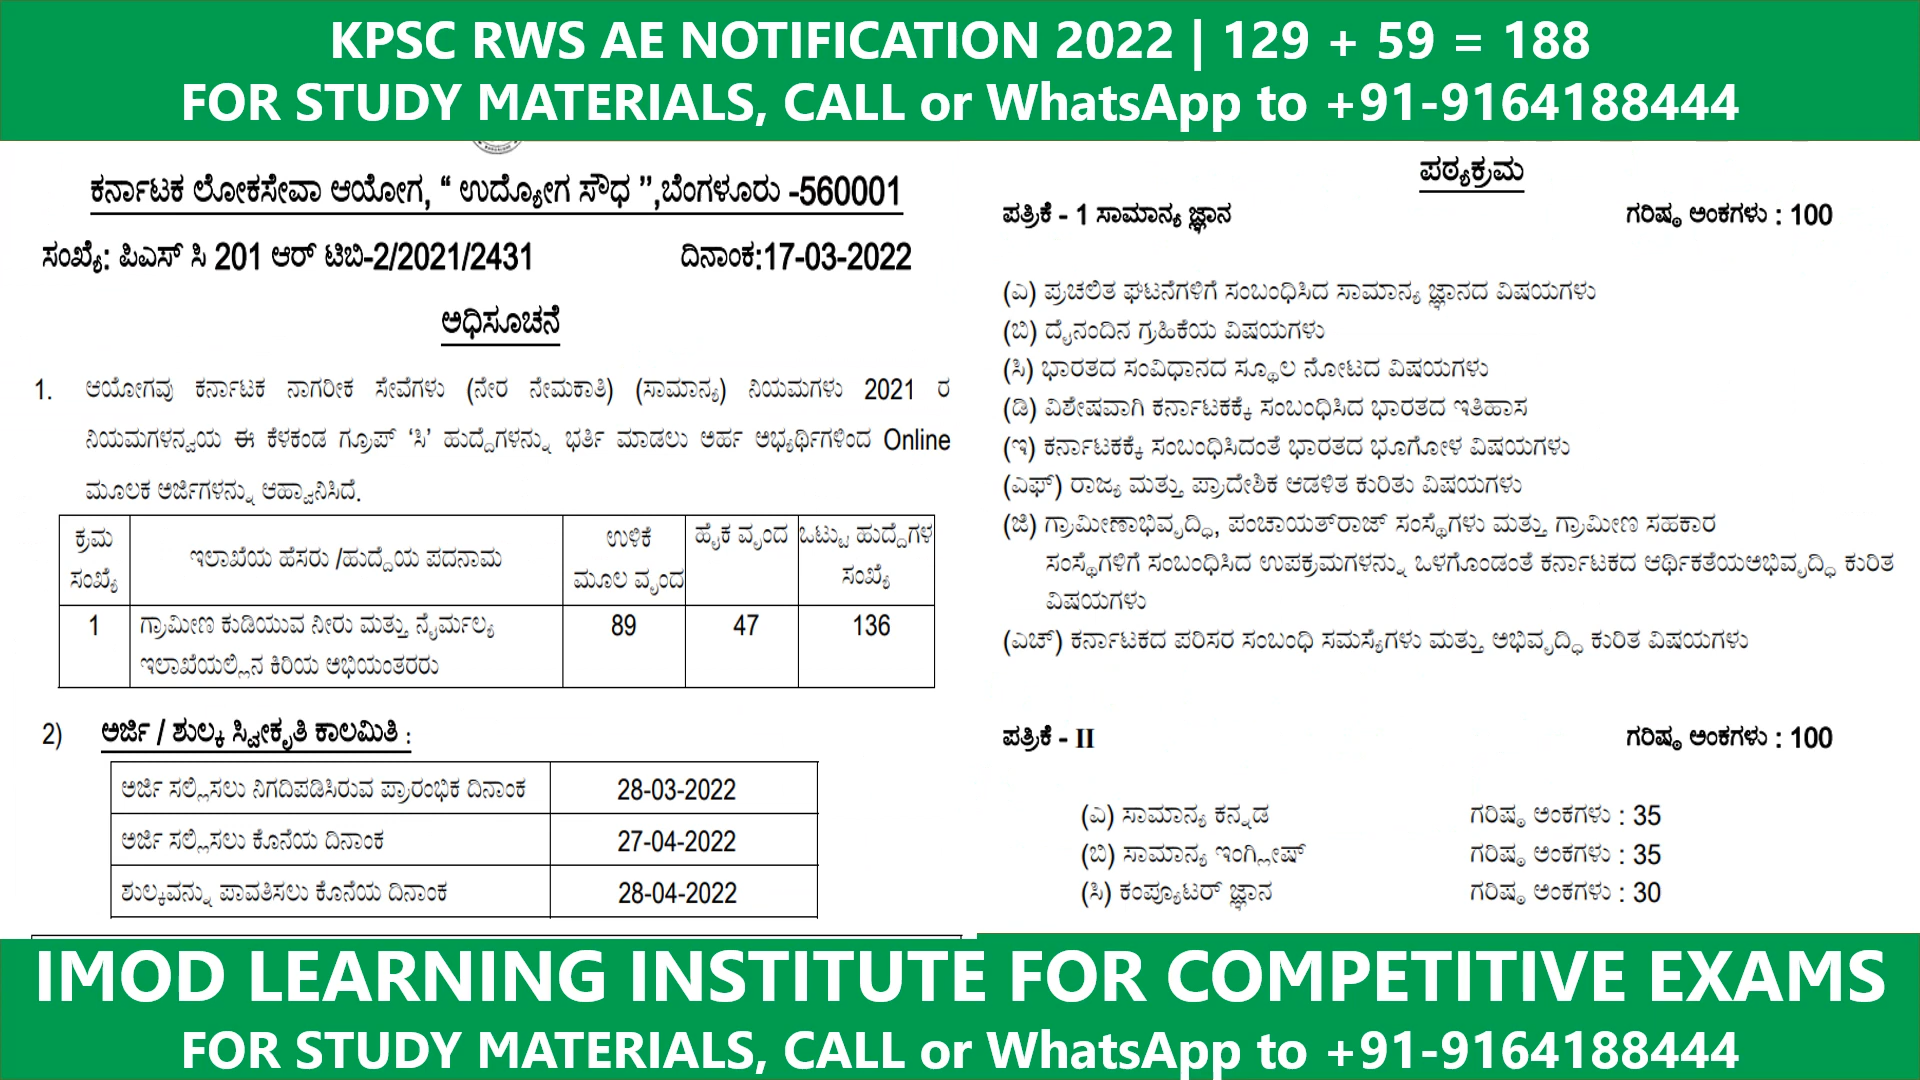 KPSC RWS AE NOTIFICATION 2022 | 129 + 59 = 188
FOR STUDY MATERIALS, CALL or WhatsApp to +91-9164188444
ಕರ್ನಾಟಕ ಲೋಕಸೇವಾ ಆಯೋಗ, “ ಉದ್ಯೋಗ ಸೌಧ ”,ಬೆಂಗಳೂರು -560001
ಸಂಖ್ಯೆ: ಪಿಎಸ್ ಸಿ 201 ಆರ್ ಟಿಬಿ-2/2021/2431 ದಿನಾಂಕ:17-03-2022
ಅಧಿಸೂಚನೆ
1. ಆಯೋಗವು ಕರ್ನಾಟಕ ನಾಗರೀಕ ಸೇವೆಗಳು (ನೇರ ನೇಮಕಾತಿ) (ಸಾಮಾನ್ಯ) ನಿಯಮಗಳು 2021 ರ
ನಿಯಮಗಳನ್ವಯ ಈ ಕೆಳಕಂಡ ಗ್ರೂಪ್ ‘ಸಿ’ ಹುದ್ದೆಗಳನ್ನು ಭರ್ತಿ ಮಾಡಲು ಅರ್ಹ ಅಭ್ಯರ್ಥಿಗಳಿಂದ Online
ಮೂಲಕ ಅರ್ಜಿಗಳನ್ನು ಆಹ್ವಾನಿಸಿದೆ.
ಕ್ರಮ ಸಂಖ್ಯೆ ಇಲಾಖೆಯ ಹೆಸರು /ಹುದ್ದೆಯ ಪದನಾಮ ಉಳಿಕೆ ಮೂಲ ವೃಂದ ಹೈಕ ವೃಂದ ಒಟ್ಟು ಹುದ್ದೆಗಳ ಸಂಖ್ಯೆ
1 ಗ್ರಾಮೀಣ ಕುಡಿಯುವ ನೀರು ಮತ್ತು ನೈರ್ಮಲ್ಯ 89 47 136
ಇಲಾಖೆಯಲ್ಲಿನ ಕಿರಿಯ ಅಭಿಯಂತರರು
2) ಅರ್ಜಿ / ಶುಲ್ಕ ಸ್ವೀಕೃತಿ ಕಾಲಮಿತಿ :
ಅರ್ಜಿ ಸಲ್ಲಿಸಲು ನಿಗದಿಪಡಿಸಿರುವ ಪ್ರಾರಂಭಿಕ ದಿನಾಂಕ 28-03-2022
ಅರ್ಜಿ ಸಲ್ಲಿಸಲು ಕೊನೆಯ ದಿನಾಂಕ 27-04-2022
ಶುಲ್ಕವನ್ನು ಪಾವತಿಸಲು ಕೊನೆಯ ದಿನಾಂಕ 28-04-2022
ಪಠ್ಯಕ್ರಮ
ಪತ್ರಿಕೆ - 1 ಸಾಮಾನ್ಯ ಜ್ಞಾನ ಗರಿಷ್ಠ ಅಂಕಗಳು : 100
(ಎ) ಪ್ರಚಲಿತ ಘಟನೆಗಳಿಗೆ ಸಂಬಂಧಿಸಿದ ಸಾಮಾನ್ಯ ಜ್ಞಾನದ ವಿಷಯಗಳು
(ಬಿ) ದೈನಂದಿನ ಗ್ರಹಿಕೆಯ ವಿಷಯಗಳು
(ಸಿ) ಭಾರತದ ಸಂವಿಧಾನದ ಸ್ಥೂಲ ನೋಟದ ವಿಷಯಗಳು
(ಡಿ) ವಿಶೇಷವಾಗಿ ಕರ್ನಾಟಕಕ್ಕೆ ಸಂಬಂಧಿಸಿದ ಭಾರತದ ಇತಿಹಾಸ
(ಇ) ಕರ್ನಾಟಕಕ್ಕೆ ಸಂಬಂಧಿಸಿದಂತೆ ಭಾರತದ ಭೂಗೋಳ ವಿಷಯಗಳು
(ಎಫ್) ರಾಜ್ಯ ಮತ್ತು ಪ್ರಾದೇಶಿಕ ಆಡಳಿತ ಕುರಿತು ವಿಷಯಗಳು
(ಜಿ) ಗ್ರಾಮೀಣಾಭಿವೃದ್ಧಿ, ಪಂಚಾಯತ್‌ರಾಜ್ ಸಂಸ್ಥೆಗಳು ಮತ್ತು ಗ್ರಾಮೀಣ ಸಹಕಾರ
ಸಂಸ್ಥೆಗಳಿಗೆ ಸಂಬಂಧಿಸಿದ ಉಪಕ್ರಮಗಳನ್ನು ಒಳಗೊಂಡಂತೆ ಕರ್ನಾಟಕದ ಆರ್ಥಿಕತೆಯಅಭಿವೃದ್ಧಿ ಕುರಿತ
ವಿಷಯಗಳು
(ಎಚ್) ಕರ್ನಾಟಕದ ಪರಿಸರ ಸಂಬಂಧಿ ಸಮಸ್ಯೆಗಳು ಮತ್ತು ಅಭಿವೃದ್ಧಿ ಕುರಿತ ವಿಷಯಗಳು
ಪತ್ರಿಕೆ - II ಗರಿಷ್ಠ ಅಂಕಗಳು : 100
(ಎ) ಸಾಮಾನ್ಯ ಕನ್ನಡ ಗರಿಷ್ಠ ಅಂಕಗಳು : 35
(ಬಿ) ಸಾಮಾನ್ಯ ಇಂಗ್ಲೀಷ್ ಗರಿಷ್ಠ ಅಂಕಗಳು : 35
(ಸಿ) ಕಂಪ್ಯೂಟರ್ ಜ್ಞಾನ ಗರಿಷ್ಠ ಅಂಕಗಳು : 30
IMOD LEARNING INSTITUTE FOR COMPETITIVE EXAMS
FOR STUDY MATERIALS, CALL or WhatsApp to +91-9164188444